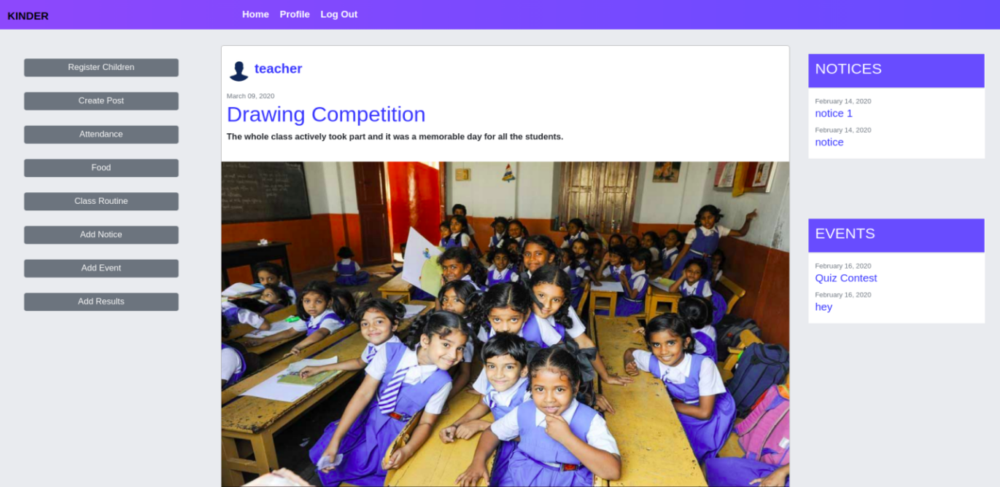 KINDER
Home Profile Log Out
Register Children
Create Post
Attendance
Food
Class Routine
Add Notice
Add Event
Add Results
teacher
March 09, 2020
Drawing Competition
The whole class actively took part and it was a memorable day for all the students.
NOTICES
February 14, 2020
notice 1
February 14, 2020
notice
EVENTS
February 16, 2020
Quiz Contest
February 16, 2020
hey